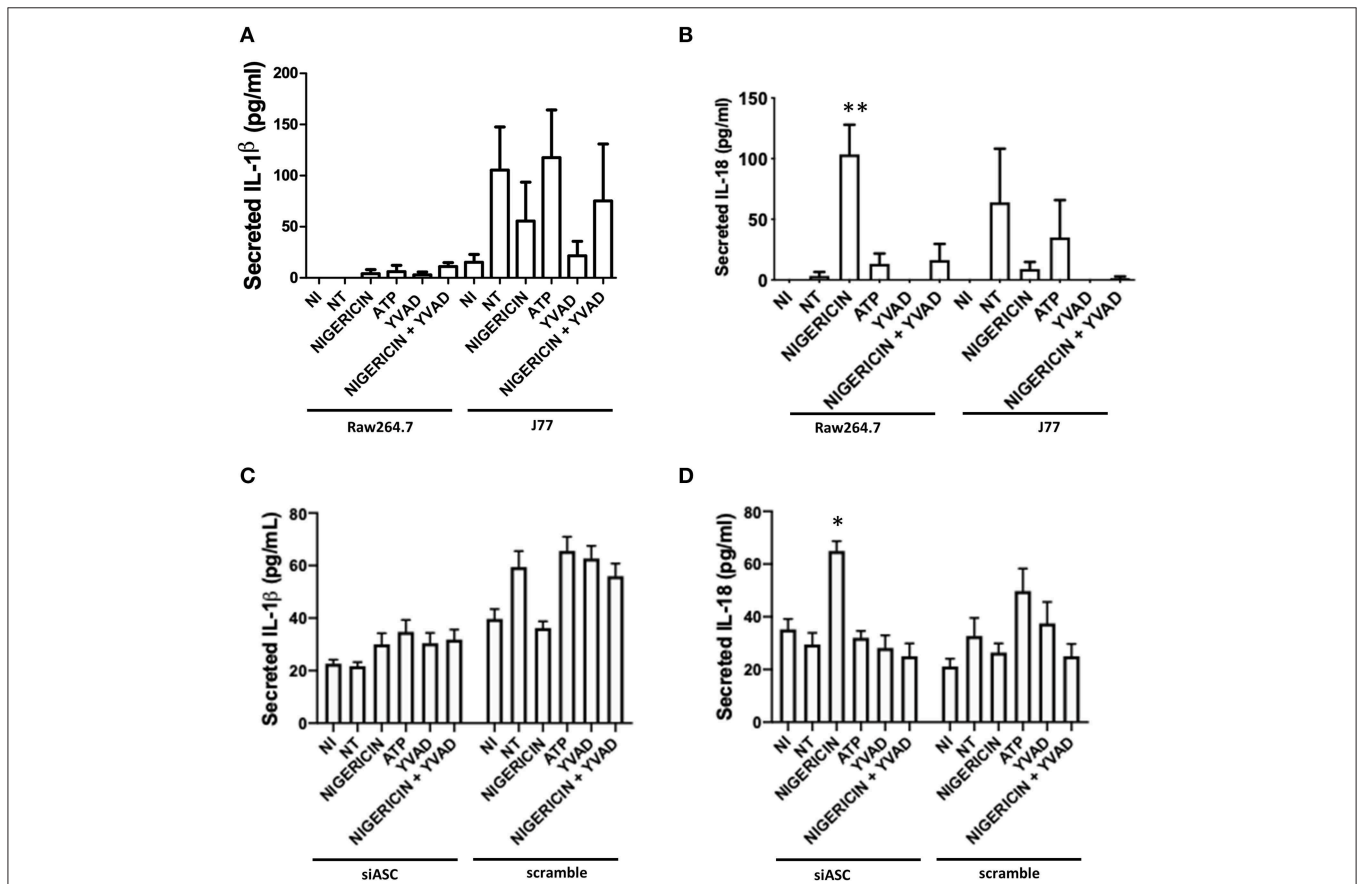 A
Secreted IL-1β (pg/ml)
200
150
100
50
0
NI
NT
NIGERICIN
ATP
YVAD
NIGERICIN + YVAD
NI
NT
NIGERICIN
ATP
YVAD
NIGERICIN + YVAD
Raw264.7
J77
B
Secreted IL-18 (pg/ml)
150
100
50
0
**
NI
NT
NIGERICIN
ATP
YVAD
NIGERICIN + YVAD
NI
NT
NIGERICIN
ATP
YVAD
NIGERICIN + YVAD
Raw264.7
J77
C
Secreted IL-1β (pg/mL)
80
60
40
20
0
NI
NT
NIGERICIN
ATP
YVAD
NIGERICIN + YVAD
NI
NT
NIGERICIN
ATP
YVAD
NIGERICIN + YVAD
siASC
scramble
D
Secreted IL-18 (pg/ml)
80
60
40
20
0
*
NI
NT
NIGERICIN
ATP
YVAD
NIGERICIN + YVAD
NI
NT
NIGERICIN
ATP
YVAD
NIGERICIN + YVAD
siASC
scramble